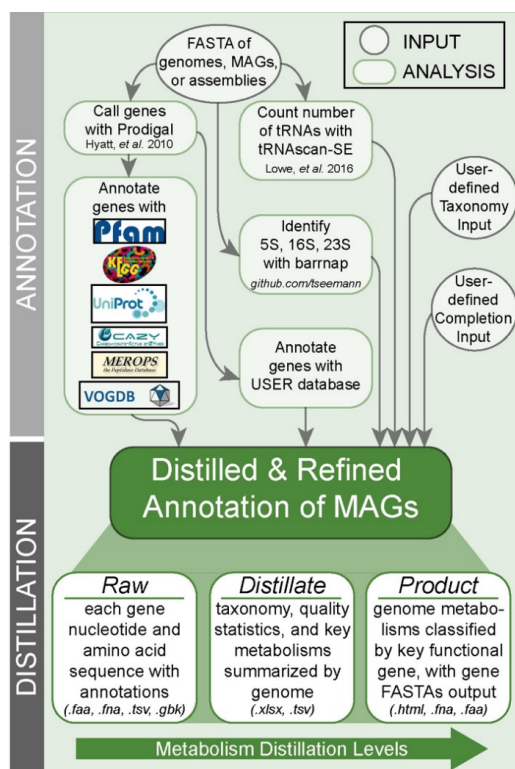 ANNOTATION
FASTA of
genomes, MAGs,
or assemblies
INPUT
ANALYSIS
Call genes
with Prodigal
Hyatt, et al. 2010
Count number
of tRNAs with
tRNAscan-SE
Lowe, et al. 2016
Annotate
genes with
Pfam
KEGG
UniProt
CAZY
MEROPS
the Peptidase Database
VOGDB
Identify
5S, 16S, 23S
with barrnap
github.com/tseemann
Annotate
genes with
USER database
User-
defined
Taxonomy
Input
User-
defined
Completion
Input
DISTILLATION
Distilled & Refined
Annotation of MAGs
Raw
each gene
nucleotide and
amino acid
sequence with
annotations
(.faa, .fna, .tsv, .gbk)
Distillate
taxonomy, quality
statistics, and key
metabolisms
summarized by
genome
(.xlsx, .tsv)
Product
genome metabo-
lisms classified
by key functional
gene, with gene
FASTAs output
(.html, .fna, .faa)
Metabolism Distillation Levels